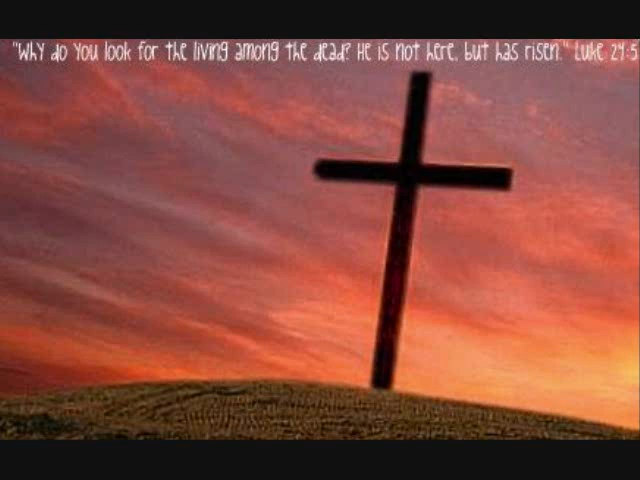 "Why do you look for the living among the dead? He is not here, but has risen." Luke 24:5